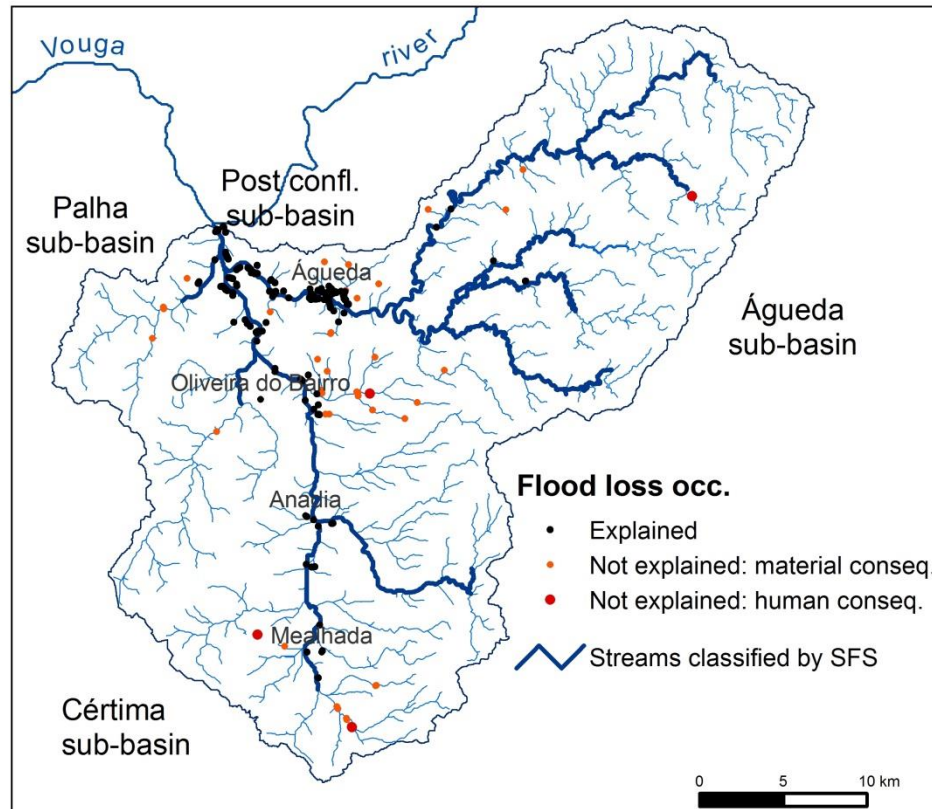 Vouga
river
Post confl.
sub-basin
Palha
sub-basin
Águeda
Águeda
sub-basin
Oliveira do Bairro
Anadia
Mealhada
Cértima
sub-basin
Flood loss occ.
Explained
Not explained: material conseq.
Not explained: human conseq.
Streams classified by SFS
0 5 10 km